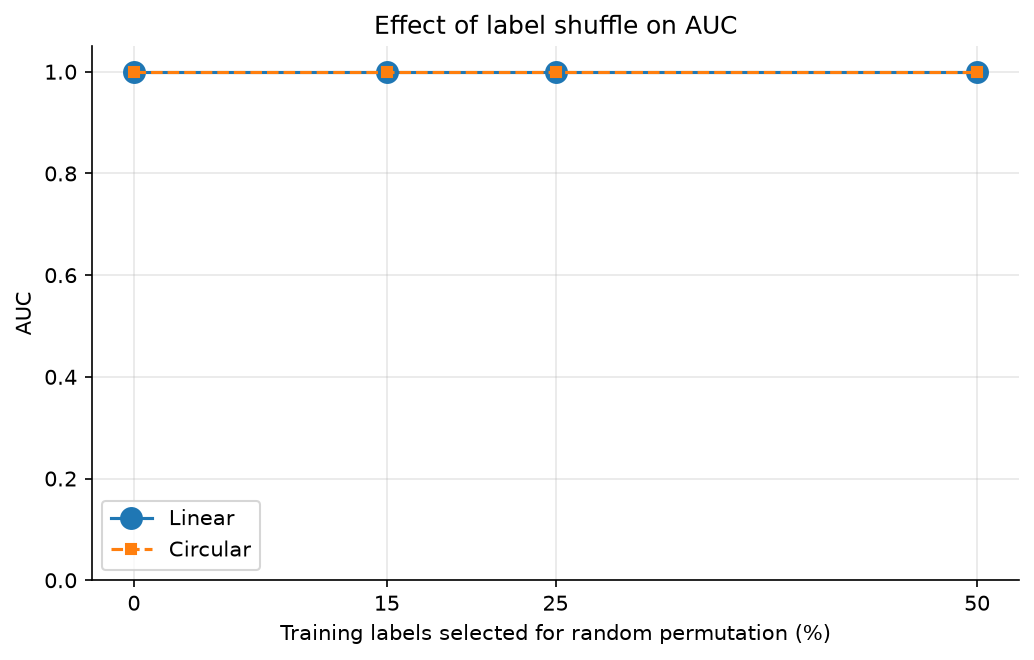 Effect of label shuffle on AUC
1.0
0.8
0.6
0.4
0.2
0.0
AUC
Linear
Circular
0 15 25 50
Training labels selected for random permutation (%)